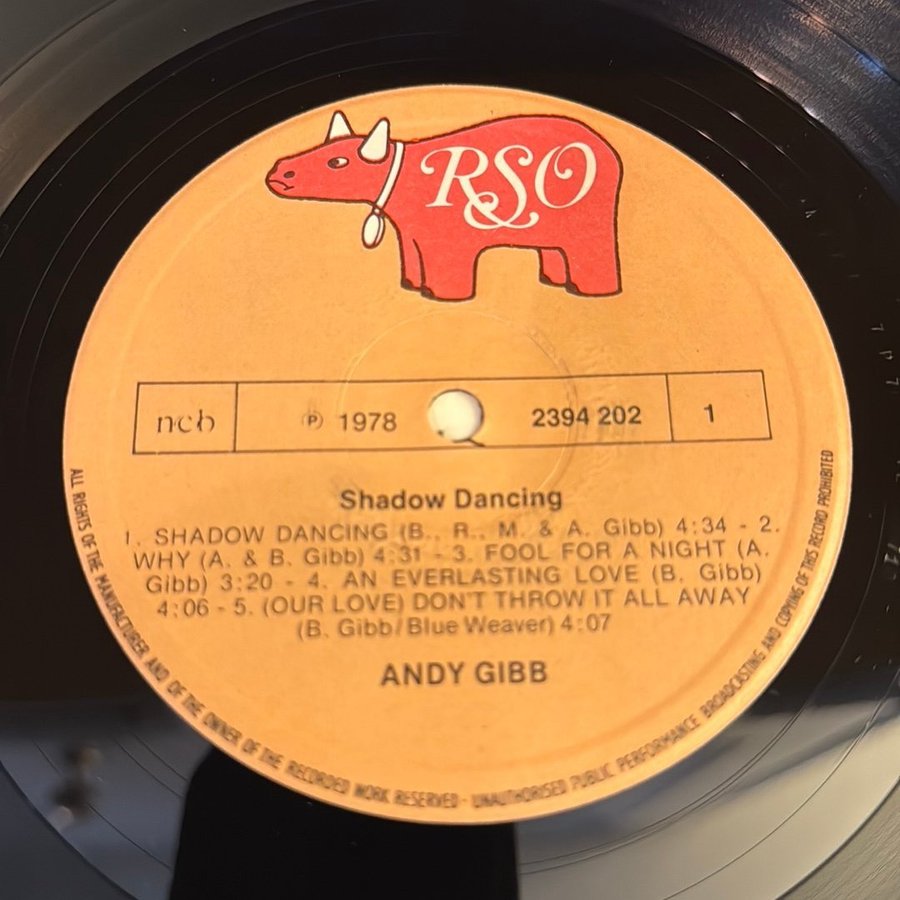 RSO
ncb ℗ 1978 2394 202 1
Shadow Dancing
1. SHADOW DANCING (B., R., M. & A. Gibb) 4:34 - 2.
WHY (A. & B. Gibb) 4:31 - 3. FOOL FOR A NIGHT (A.
Gibb) 3:20 - 4. AN EVERLASTING LOVE (B. Gibb)
4:06 - 5. (OUR LOVE) DON'T THROW IT ALL AWAY
(B. Gibb/Blue Weaver) 4:07
ANDY GIBB
ALL RIGHTS OF THE MANUFACTURER AND OF THE OWNER OF THE RECORDED WORK RESERVED - UNAUTHORISED PUBLIC PERFORMANCE BROADCASTING AND COPYING OF THIS RECORD PROHIBITED